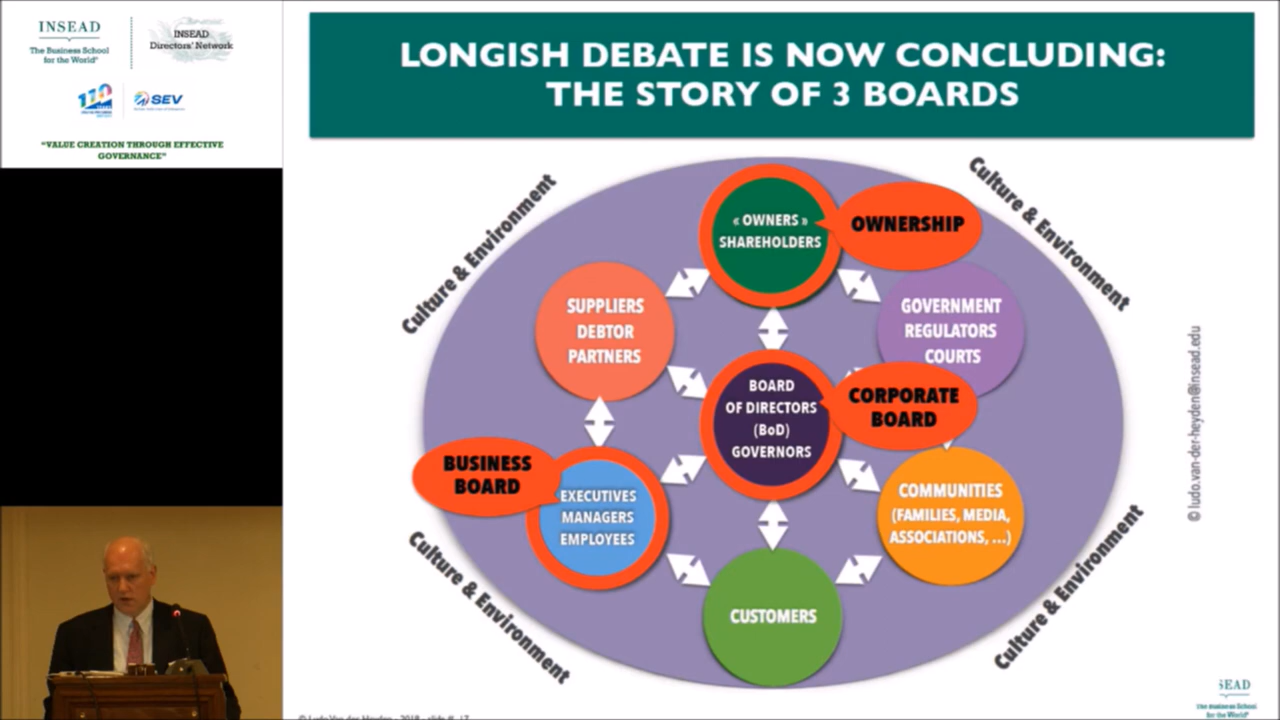 INSEAD
The Business School
for the World®
INSEAD
Directors' Network
SEV
"VALUE CREATION THROUGH EFFECTIVE
GOVERNANCE"
LONGISH DEBATE IS NOW CONCLUDING:
THE STORY OF 3 BOARDS
Culture & Environment
Culture & Environment
« OWNERS »
SHAREHOLDERS
OWNERSHIP
SUPPLIERS
DEBTOR
PARTNERS
GOVERNMENT
REGULATORS
COURTS
BOARD
OF DIRECTORS
(BoD)
GOVERNORS
CORPORATE
BOARD
BUSINESS
BOARD
EXECUTIVES
MANAGERS
EMPLOYEES
COMMUNITIES
(FAMILIES, MEDIA,
ASSOCIATIONS, ...)
CUSTOMERS
Culture & Environment
Culture & Environment
© ludo.van-der-heyden@insead.edu
INSEAD
The Business School
for the World®